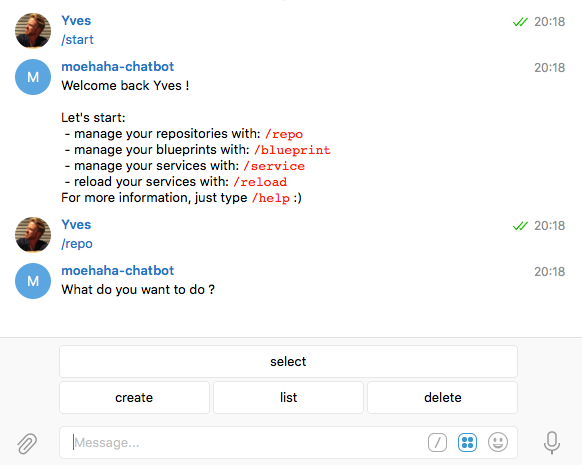 Yves 20:18
/start
M moehaha-chatbot 20:18
Welcome back Yves !
Let's start:
- manage your repositories with: /repo
- manage your blueprints with: /blueprint
- manage your services with: /service
- reload your services with: /reload
For more information, just type /help :)
Yves 20:18
/repo
M moehaha-chatbot 20:18
What do you want to do ?
select
create list delete
Message... /